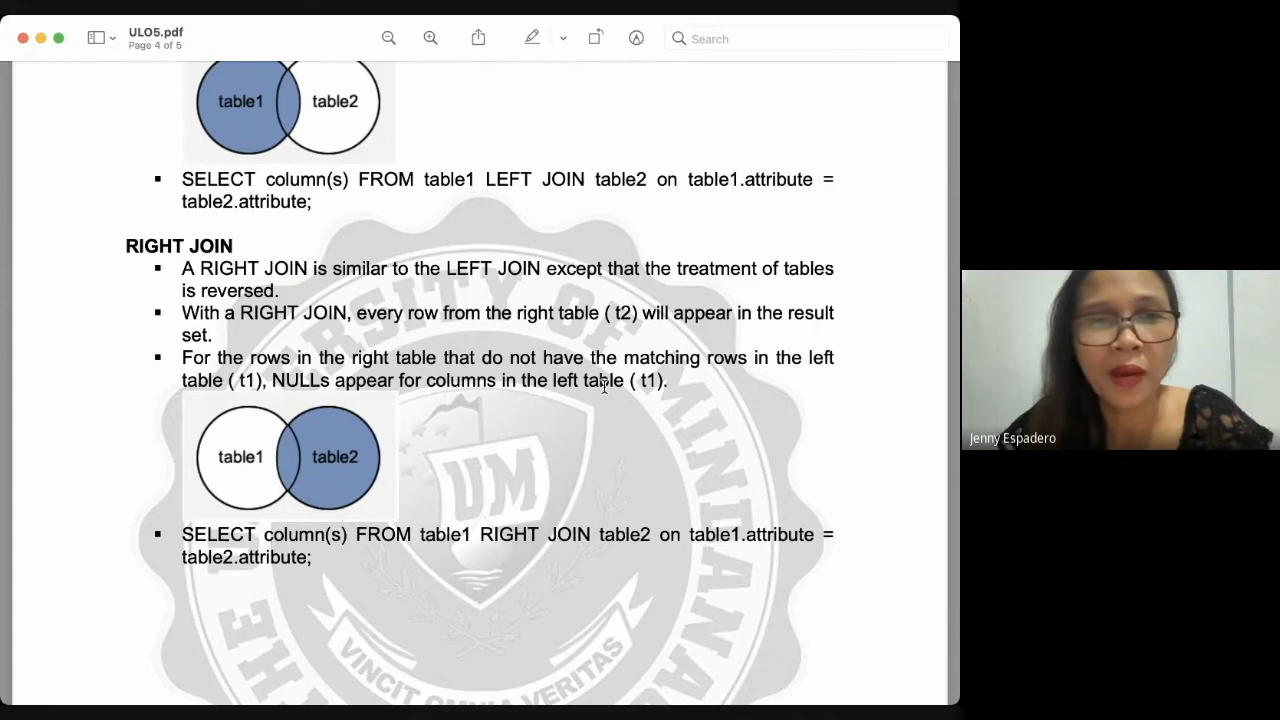 ULO5.pdf
Page 4 of 5
Search
table1 table2
▪ SELECT column(s) FROM table1 LEFT JOIN table2 on table1.attribute =
table2.attribute;
RIGHT JOIN
▪ A RIGHT JOIN is similar to the LEFT JOIN except that the treatment of tables
is reversed.
▪ With a RIGHT JOIN, every row from the right table ( t2) will appear in the result
set.
▪ For the rows in the right table that do not have the matching rows in the left
table ( t1), NULLs appear for columns in the left table ( t1).
table1 table2
▪ SELECT column(s) FROM table1 RIGHT JOIN table2 on table1.attribute =
table2.attribute;
UM
VINCIT OMNIA VERITAS
Jenny Espadero